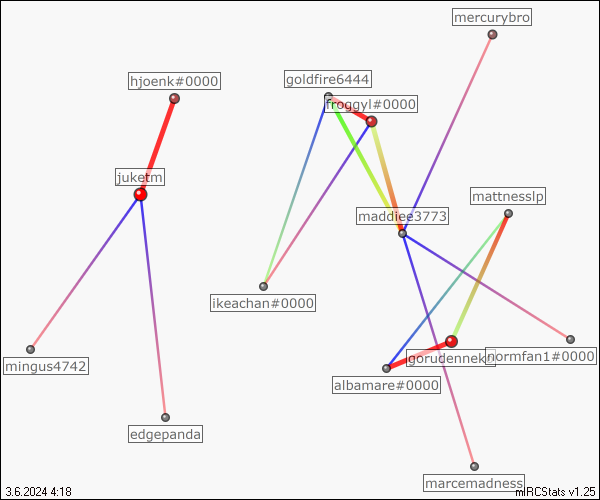 mercurybro
hjoenk#0000
goldfire6444
froggyl#0000
juketm
mattnesslp
maddiee3773
ikeachan#0000
mingus4742
normfan1#0000
albamare#0000
edgepanda
marcemadness
3.6.2024 4:18
mIRCStats v1.25